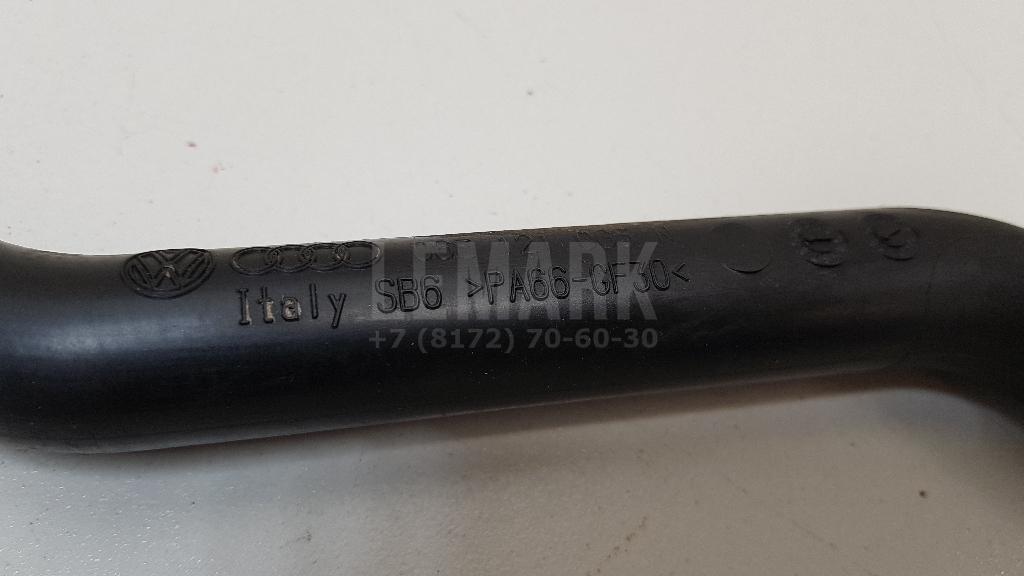 Italy SB6 >PA66-GF30<
LEMARK
+7 (8172) 70-60-30